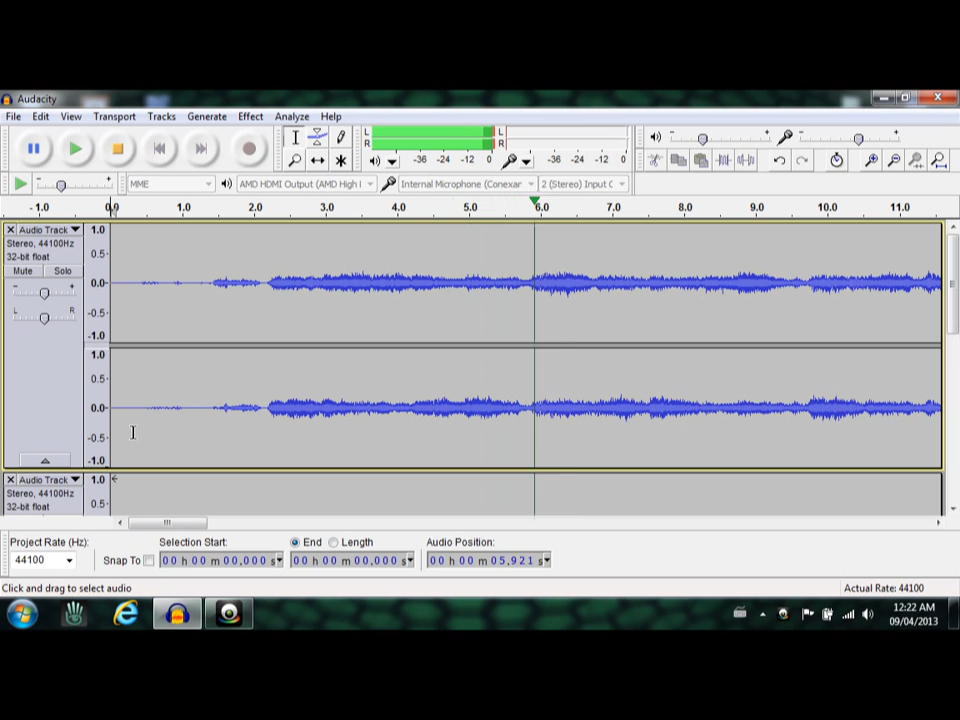 Audacity
File Edit View Transport Tracks Generate Effect Analyze Help
L L
R R
-36 -24 -12 0 -36 -24 -12 0
MME AMD HDMI Output (AMD High I Internal Microphone (Conexar 2 (Stereo) Input C
- 1.0 0.0 1.0 2.0 3.0 4.0 5.0 6.0 7.0 8.0 9.0 10.0 11.0
Audio Track
Stereo, 44100Hz
32-bit float
Mute Solo
- +
L R
1.0
0.5
0.0
-0.5
-1.0
1.0
0.5
0.0
-0.5
-1.0
Audio Track
Stereo, 44100Hz
32-bit float
1.0
0.5
Project Rate (Hz):
44100
Snap To
Selection Start:
00 h 00 m 00.000 s
End Length
00 h 00 m 00.000 s
Audio Position:
00 h 00 m 05.921 s
Click and drag to select audio
Actual Rate: 44100
12:22 AM
09/04/2013